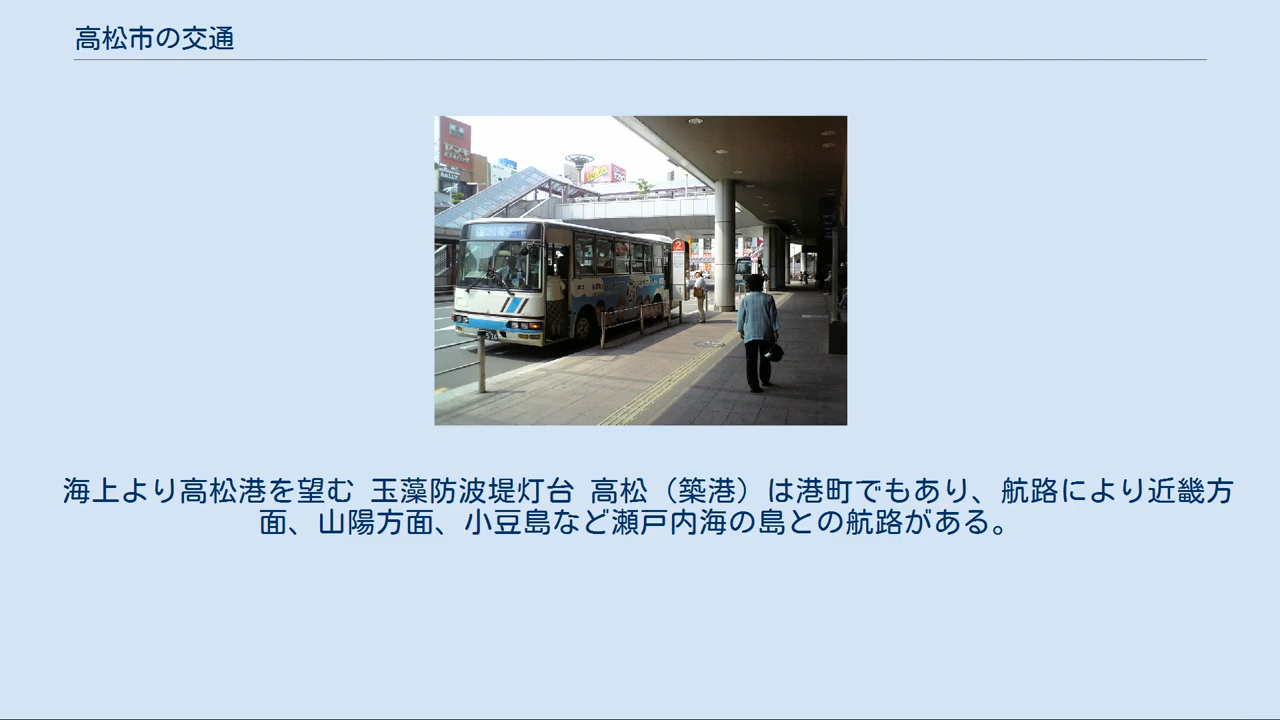 高松市の交通
BALLY
2
海上より高松港を望む 玉藻防波堤灯台 高松（築港）は港町でもあり、航路により近畿方
面、山陽方面、小豆島など瀬戸内海の島との航路がある。